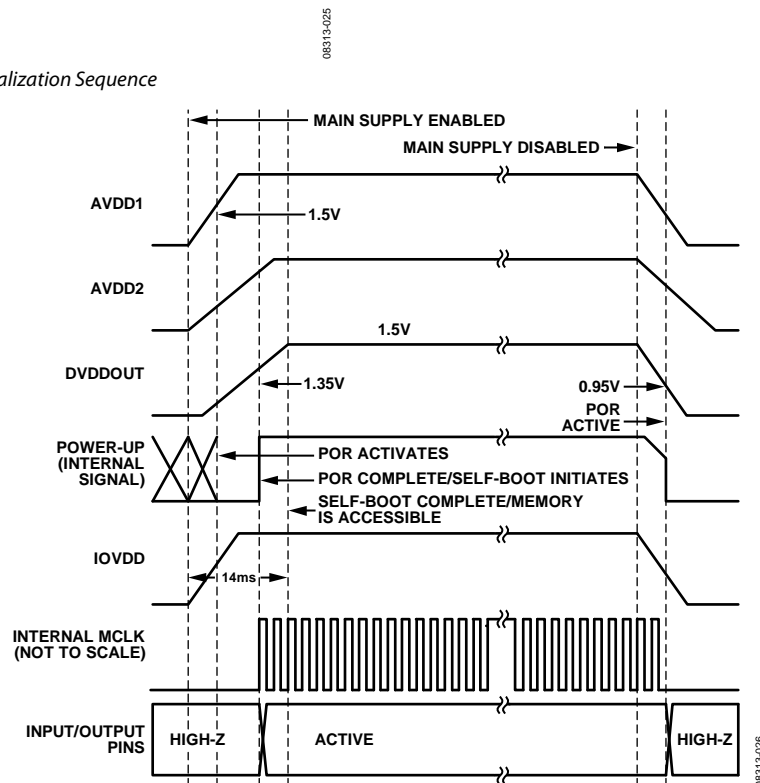 08313-025
alization Sequence
MAIN SUPPLY ENABLED
MAIN SUPPLY DISABLED
AVDD1
1.5V
AVDD2
1.5V
DVDDOUT
1.35V
0.95V
POR
ACTIVE
POWER-UP
(INTERNAL
SIGNAL)
POR ACTIVATES
POR COMPLETE/SELF-BOOT INITIATES
SELF-BOOT COMPLETE/MEMORY
IS ACCESSIBLE
IOVDD
14ms
INTERNAL MCLK
(NOT TO SCALE)
INPUT/OUTPUT
PINS
HIGH-Z
ACTIVE
HIGH-Z
08313-026